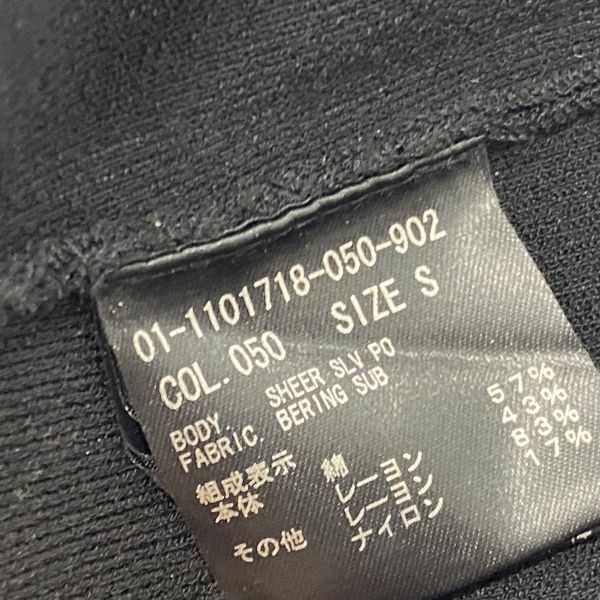 01-1101718-050-902
COL. 050 SIZE S
BODY. SHEER SLV PO
FABRIC. BERING SUB
組成表示 綿 57%
本体 レーヨン 43%
レーヨン 83%
その他 ナイロン 17%